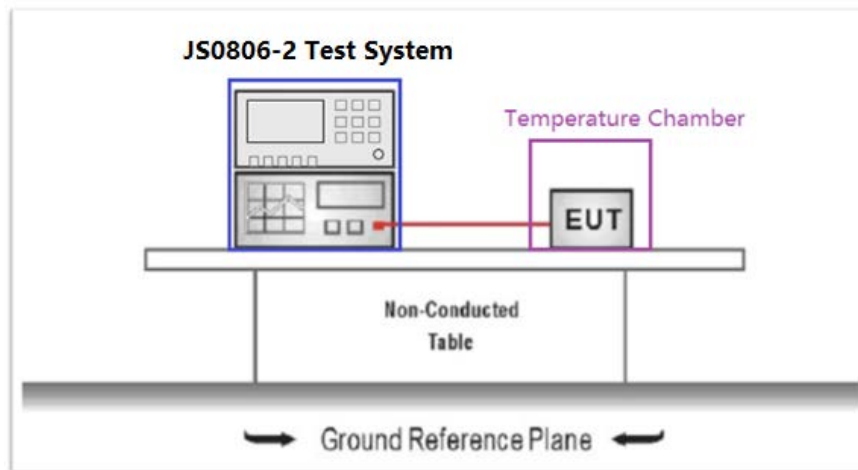 JS0806-2 Test System
Temperature Chamber
EUT
Non-Conducted
Table
Ground Reference Plane